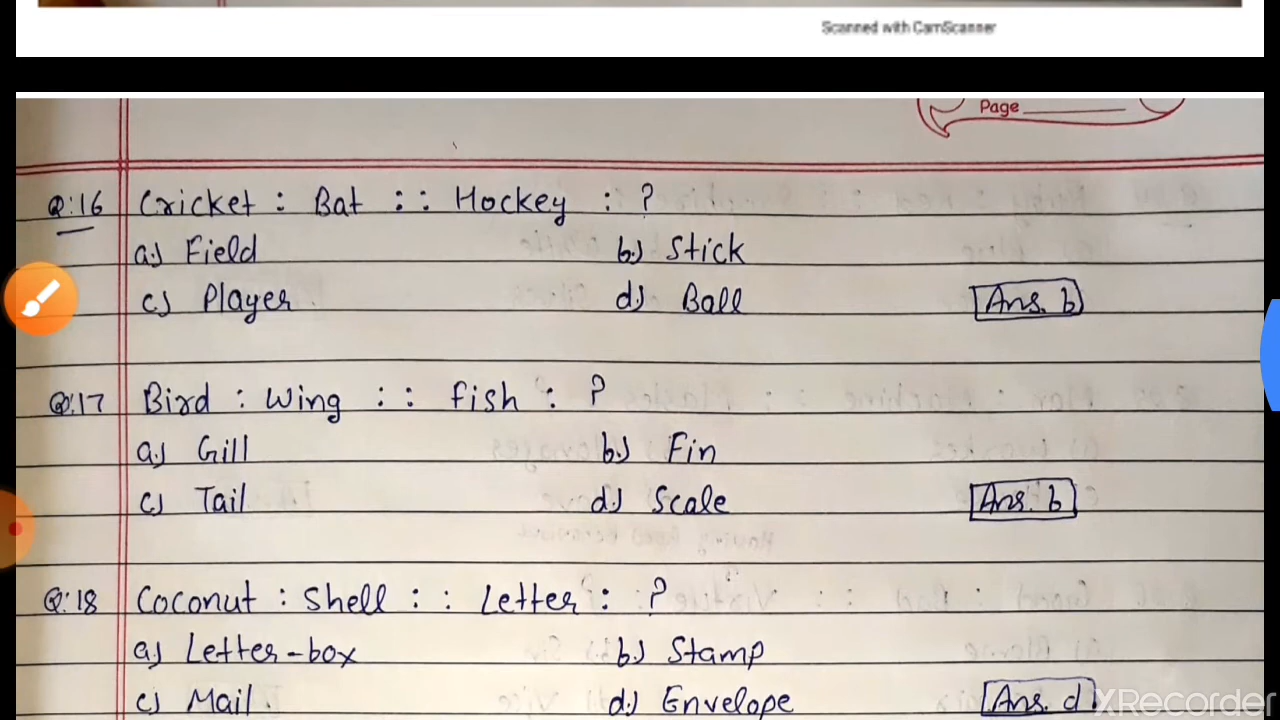 Scanned with CamScanner
Page
Q:16 Cricket : Bat : : Hockey : ?
a.) Field b.) Stick
c) Player d.) Ball Ans. b
Q:17 Bird : Wing : : fish : ?
a.) Gill b.) Fin
c) Tail d.) Scale Ans. b
Q:18 Coconut : Shell : : Letter : ?
a) Letter-box b.) Stamp
c) Mail. d.) Envelope Ans. d
XRecorder